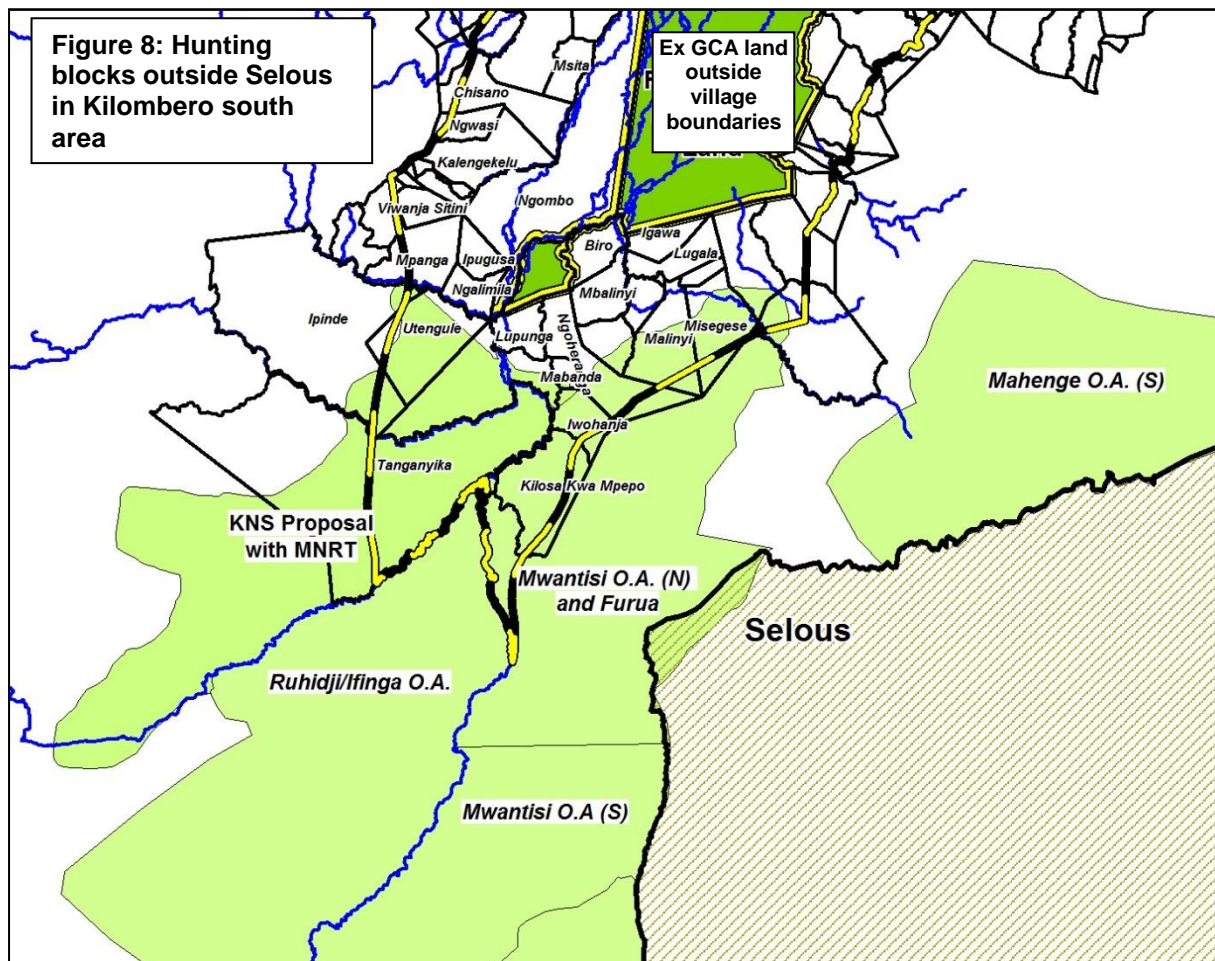 Figure 8: Hunting
blocks outside Selous
in Kilombero south
area
Ex GCA land
outside
village
boundaries
Msita
Chisano
Ngwasi
Kalengekelu
Viwanja Sitini
Ngombo
Mpanga
Ipugusa
Biro
Igawa
Lugala
Ngalimila
Mbalinyi
Ipinde
Utengule
Lupunga
Ngoheranga
Malinyi
Misegese
Mabanda
Mahenge O.A. (S)
Iwohanja
Tanganyika
Kilosa Kwa Mpepo
KNS Proposal
with MNRT
Mwantisi O.A. (N)
and Furua
Selous
Ruhidji/Ifinga O.A.
Mwantisi O.A (S)